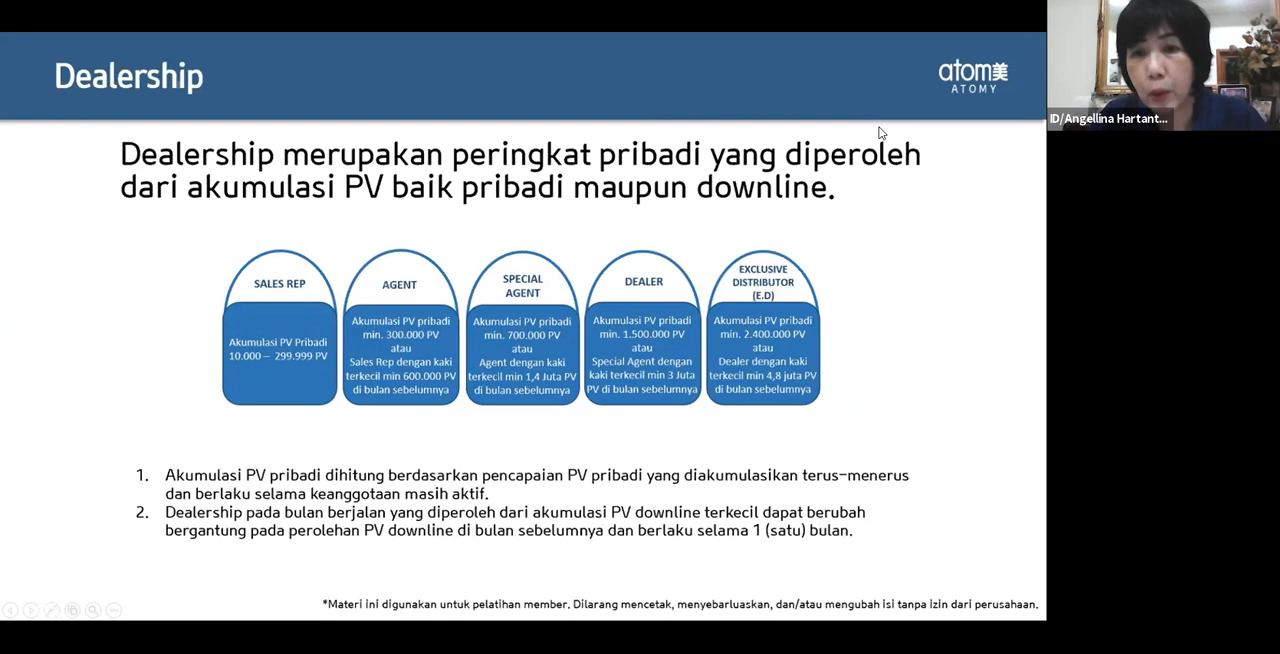 Dealership
atom美
ATOMY
ID/Angellina Hartant...
Dealership merupakan peringkat pribadi yang diperoleh
dari akumulasi PV baik pribadi maupun downline.
SALES REP
Akumulasi PV Pribadi
10.000 – 299.999 PV
AGENT
Akumulasi PV pribadi
min. 300.000 PV
atau
Sales Rep dengan kaki
terkecil min 600.000 PV
di bulan sebelumnya
SPECIAL
AGENT
Akumulasi PV pribadi
min. 700.000 PV
atau
Agent dengan kaki
terkecil min 1,4 Juta PV
di bulan sebelumnya
DEALER
Akumulasi PV pribadi
min. 1.500.000 PV
atau
Special Agent dengan
kaki terkecil min 3 Juta
PV di bulan sebelumnya
EXCLUSIVE
DISTRIBUTOR
(E.D)
Akumulasi PV pribadi
min. 2.400.000 PV
atau
Dealer dengan kaki
terkecil min 4,8 juta PV
di bulan sebelumnya
1. Akumulasi PV pribadi dihitung berdasarkan pencapaian PV pribadi yang diakumulasikan terus-menerus
dan berlaku selama keanggotaan masih aktif.
2. Dealership pada bulan berjalan yang diperoleh dari akumulasi PV downline terkecil dapat berubah
bergantung pada perolehan PV downline di bulan sebelumnya dan berlaku selama 1 (satu) bulan.
*Materi ini digunakan untuk pelatihan member. Dilarang mencetak, menyebarluaskan, dan/atau mengubah isi tanpa izin dari perusahaan.